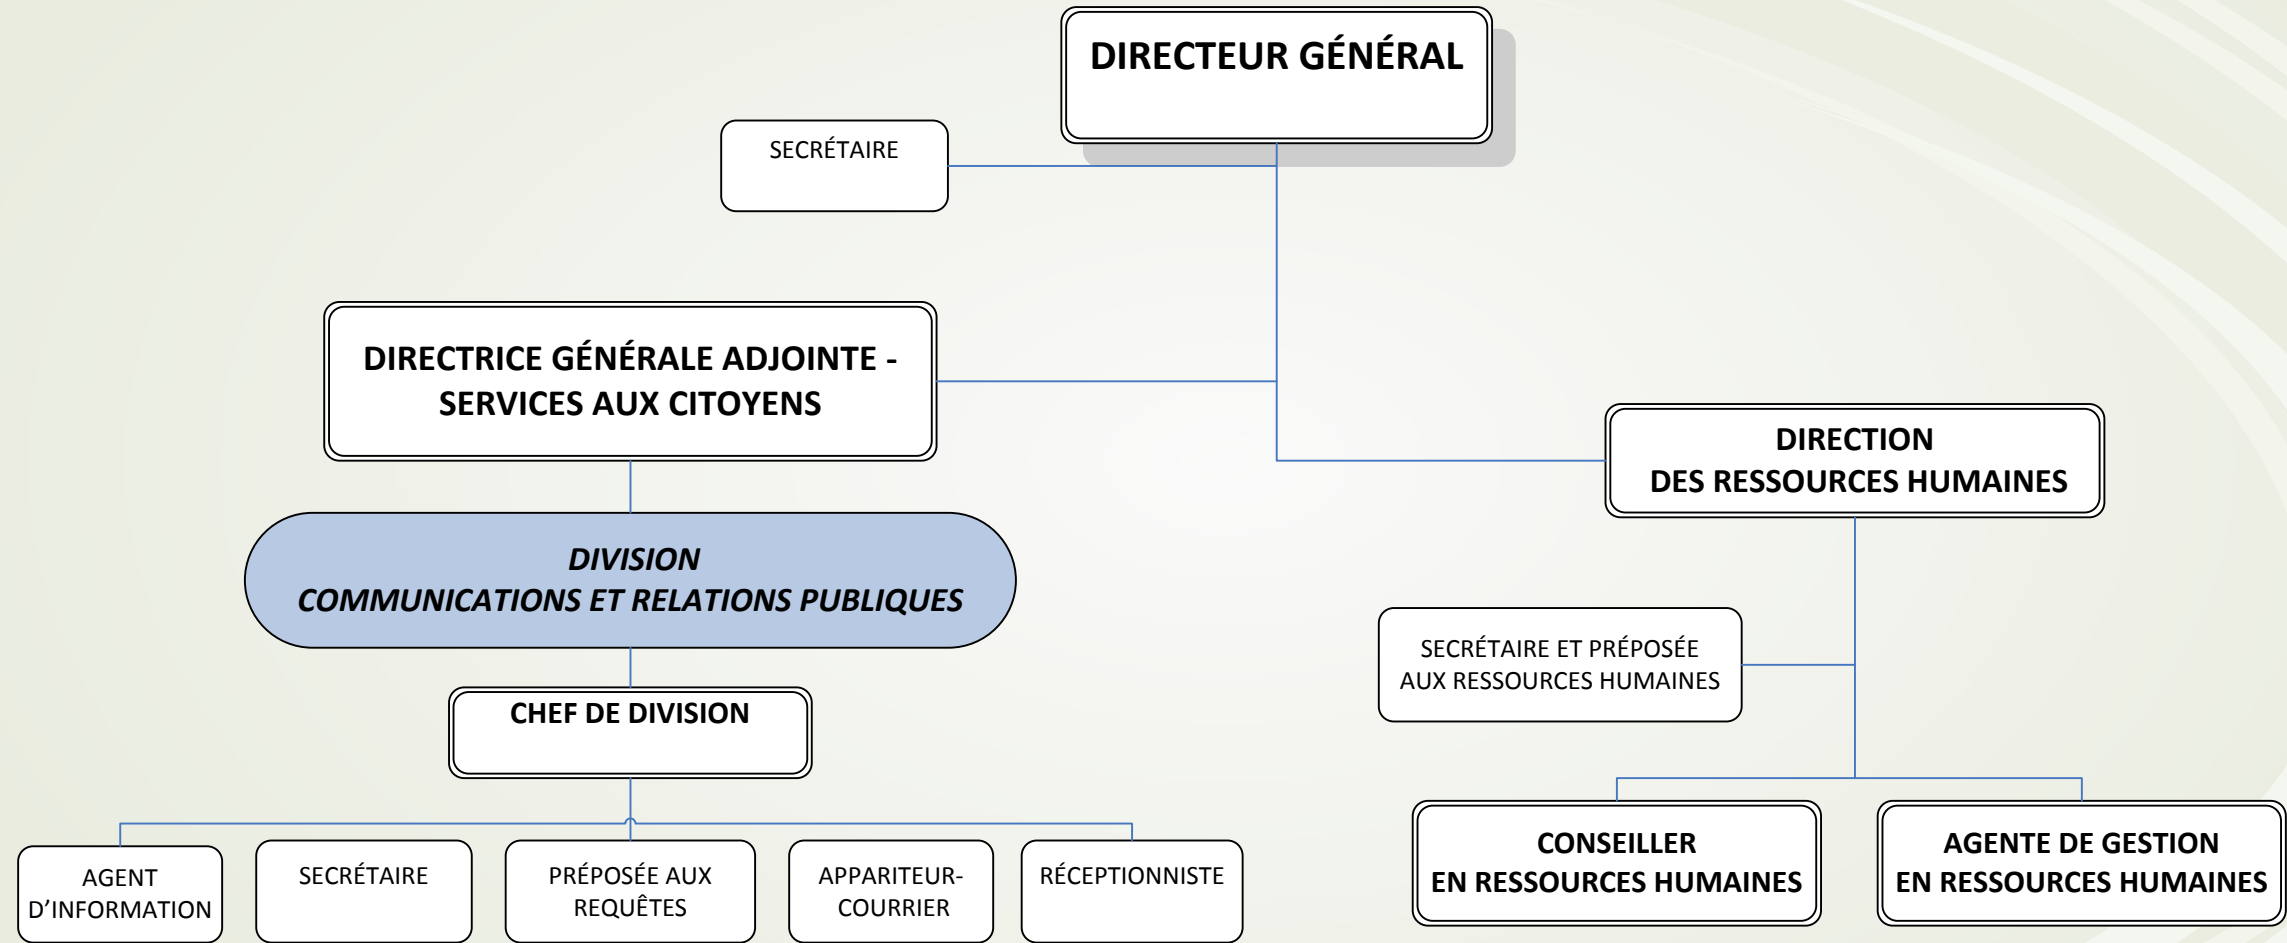 DIRECTEUR GÉNÉRAL
SECRÉTAIRE
DIRECTRICE GÉNÉRALE ADJOINTE -
SERVICES AUX CITOYENS
DIRECTION
DES RESSOURCES HUMAINES
DIVISION
COMMUNICATIONS ET RELATIONS PUBLIQUES
SECRÉTAIRE ET PRÉPOSÉE
AUX RESSOURCES HUMAINES
CHEF DE DIVISION
AGENT
D’INFORMATION
SECRÉTAIRE
PRÉPOSÉE AUX
REQUÊTES
APPARITEUR-
COURRIER
RÉCEPTIONNISTE
CONSEILLER
EN RESSOURCES HUMAINES
AGENTE DE GESTION
EN RESSOURCES HUMAINES